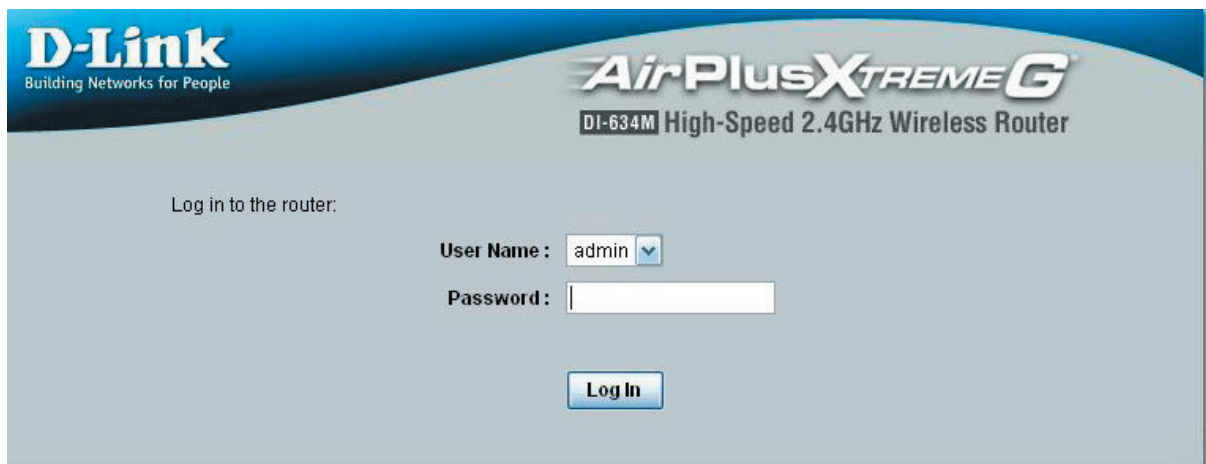 D-Link
Building Networks for People
AirPlusXTREMEG
DI-634M High-Speed 2.4GHz Wireless Router
Log in to the router:
User Name : admin
Password :
Log In